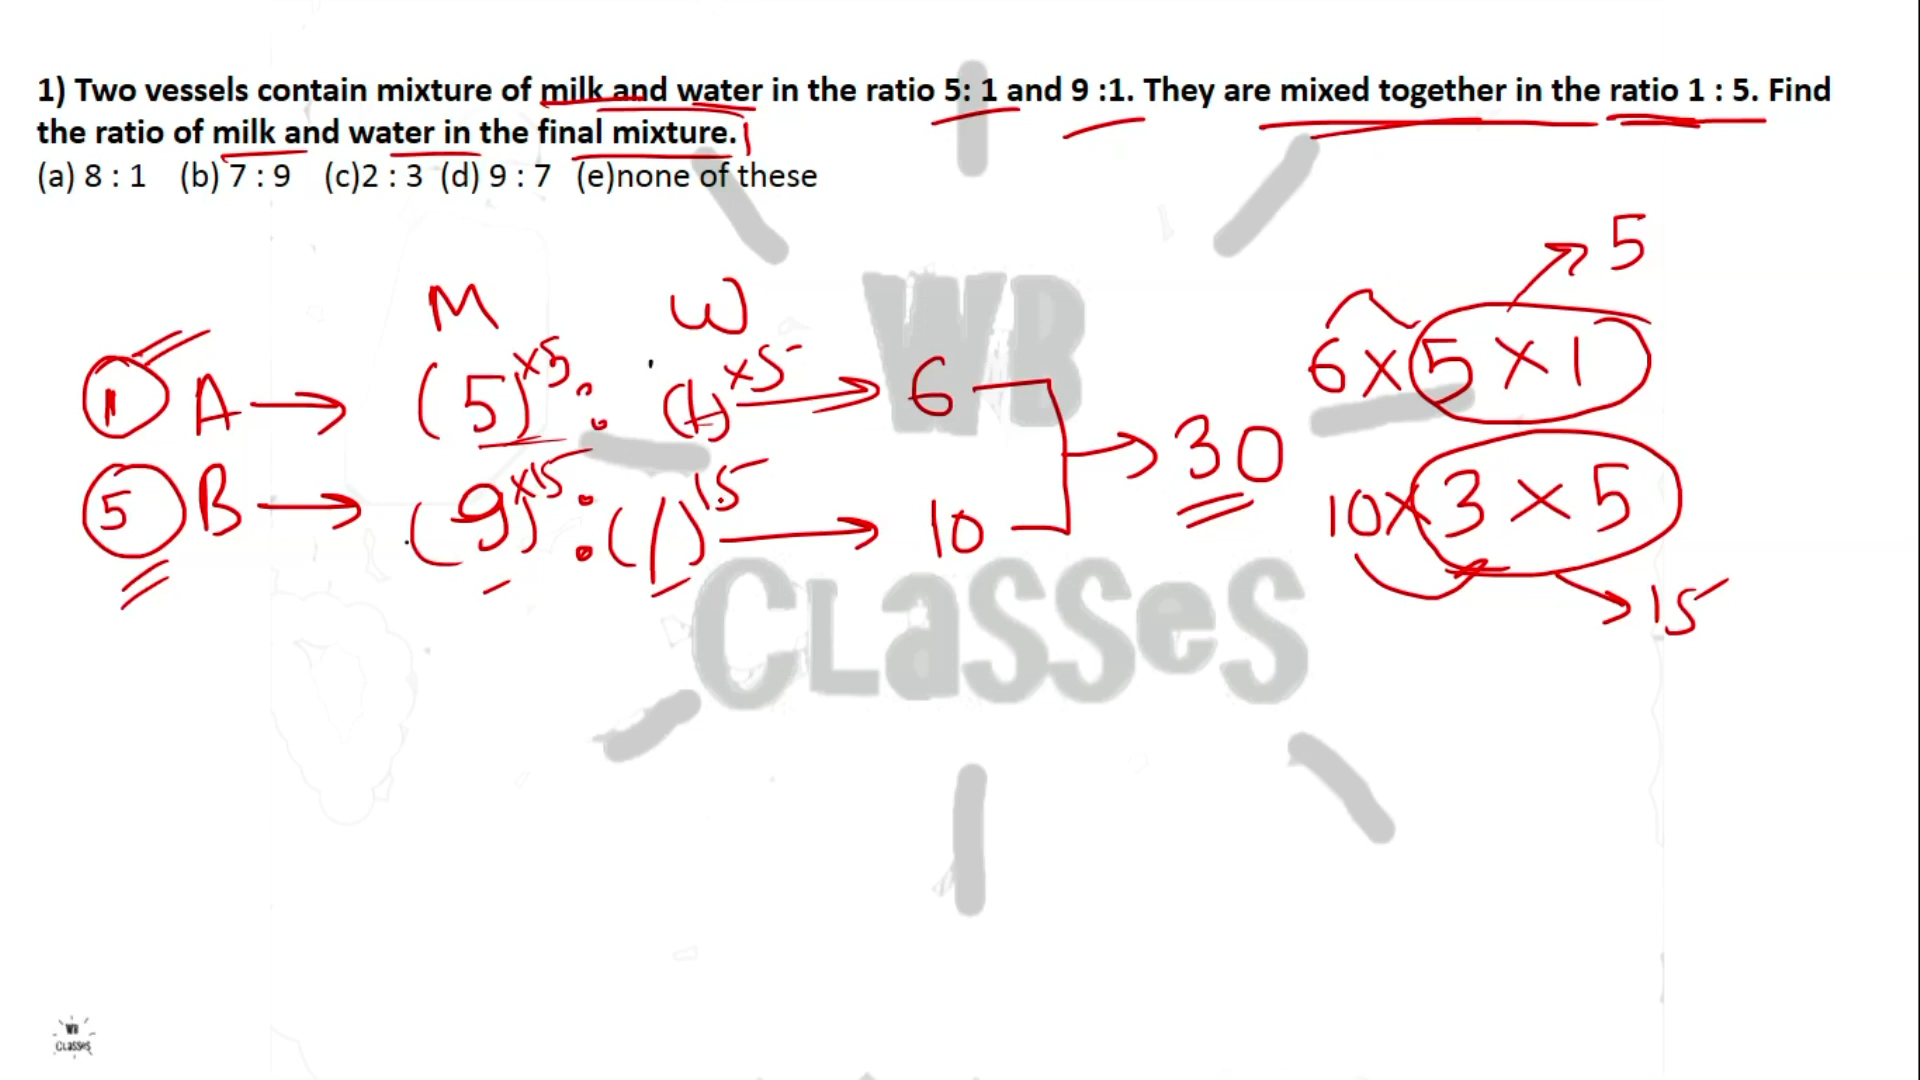 1) Two vessels contain mixture of milk and water in the ratio 5: 1 and 9 :1. They are mixed together in the ratio 1 : 5. Find
the ratio of milk and water in the final mixture.
(a) 8 : 1 (b) 7 : 9 (c)2 : 3 (d) 9 : 7 (e)none of these
M W
1 A → (5)×5 : (1)×5 → 6
5 B → (9)×15 : (1)15 → 10
→ 30
→ 5
6 × 5 × 1
10 × 3 × 5
→ 15
WB
CLasses
WB
CLasses